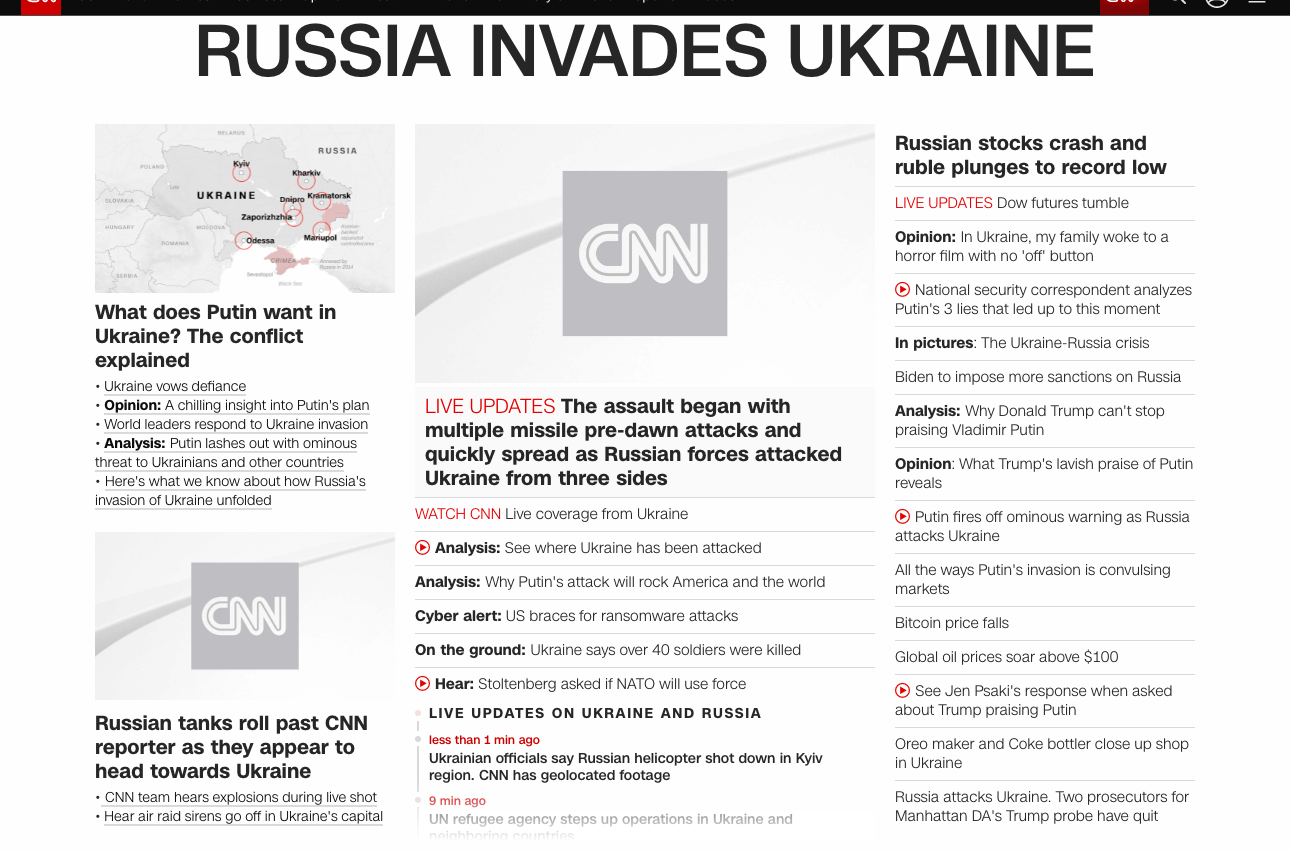 RUSSIA INVADES UKRAINE
BELARUS
RUSSIA
POLAND
Kyiv
Kharkiv
UKRAINE
Dnipro
Kramatorsk
SLOVAKIA
Zaporizhzhia
HUNGARY
MOLDOVA
Odessa
Mariupol
ROMANIA
CRIMEA
Annexed by
Russia in 2014
Sevastopol
SERBIA
Black Sea
What does Putin want in
Ukraine? The conflict
explained
• Ukraine vows defiance
• Opinion: A chilling insight into Putin's plan
• World leaders respond to Ukraine invasion
• Analysis: Putin lashes out with ominous
threat to Ukrainians and other countries
• Here's what we know about how Russia's
invasion of Ukraine unfolded
CNN
Russian tanks roll past CNN
reporter as they appear to
head towards Ukraine
• CNN team hears explosions during live shot
• Hear air raid sirens go off in Ukraine's capital
CNN
LIVE UPDATES The assault began with
multiple missile pre-dawn attacks and
quickly spread as Russian forces attacked
Ukraine from three sides
WATCH CNN Live coverage from Ukraine
Analysis: See where Ukraine has been attacked
Analysis: Why Putin's attack will rock America and the world
Cyber alert: US braces for ransomware attacks
On the ground: Ukraine says over 40 soldiers were killed
Hear: Stoltenberg asked if NATO will use force
LIVE UPDATES ON UKRAINE AND RUSSIA
less than 1 min ago
Ukrainian officials say Russian helicopter shot down in Kyiv
region. CNN has geolocated footage
9 min ago
UN refugee agency steps up operations in Ukraine and
neighboring countries
Russian stocks crash and
ruble plunges to record low
LIVE UPDATES Dow futures tumble
Opinion: In Ukraine, my family woke to a
horror film with no 'off' button
National security correspondent analyzes
Putin's 3 lies that led up to this moment
In pictures: The Ukraine-Russia crisis
Biden to impose more sanctions on Russia
Analysis: Why Donald Trump can't stop
praising Vladimir Putin
Opinion: What Trump's lavish praise of Putin
reveals
Putin fires off ominous warning as Russia
attacks Ukraine
All the ways Putin's invasion is convulsing
markets
Bitcoin price falls
Global oil prices soar above $100
See Jen Psaki's response when asked
about Trump praising Putin
Oreo maker and Coke bottler close up shop
in Ukraine
Russia attacks Ukraine. Two prosecutors for
Manhattan DA's Trump probe have quit